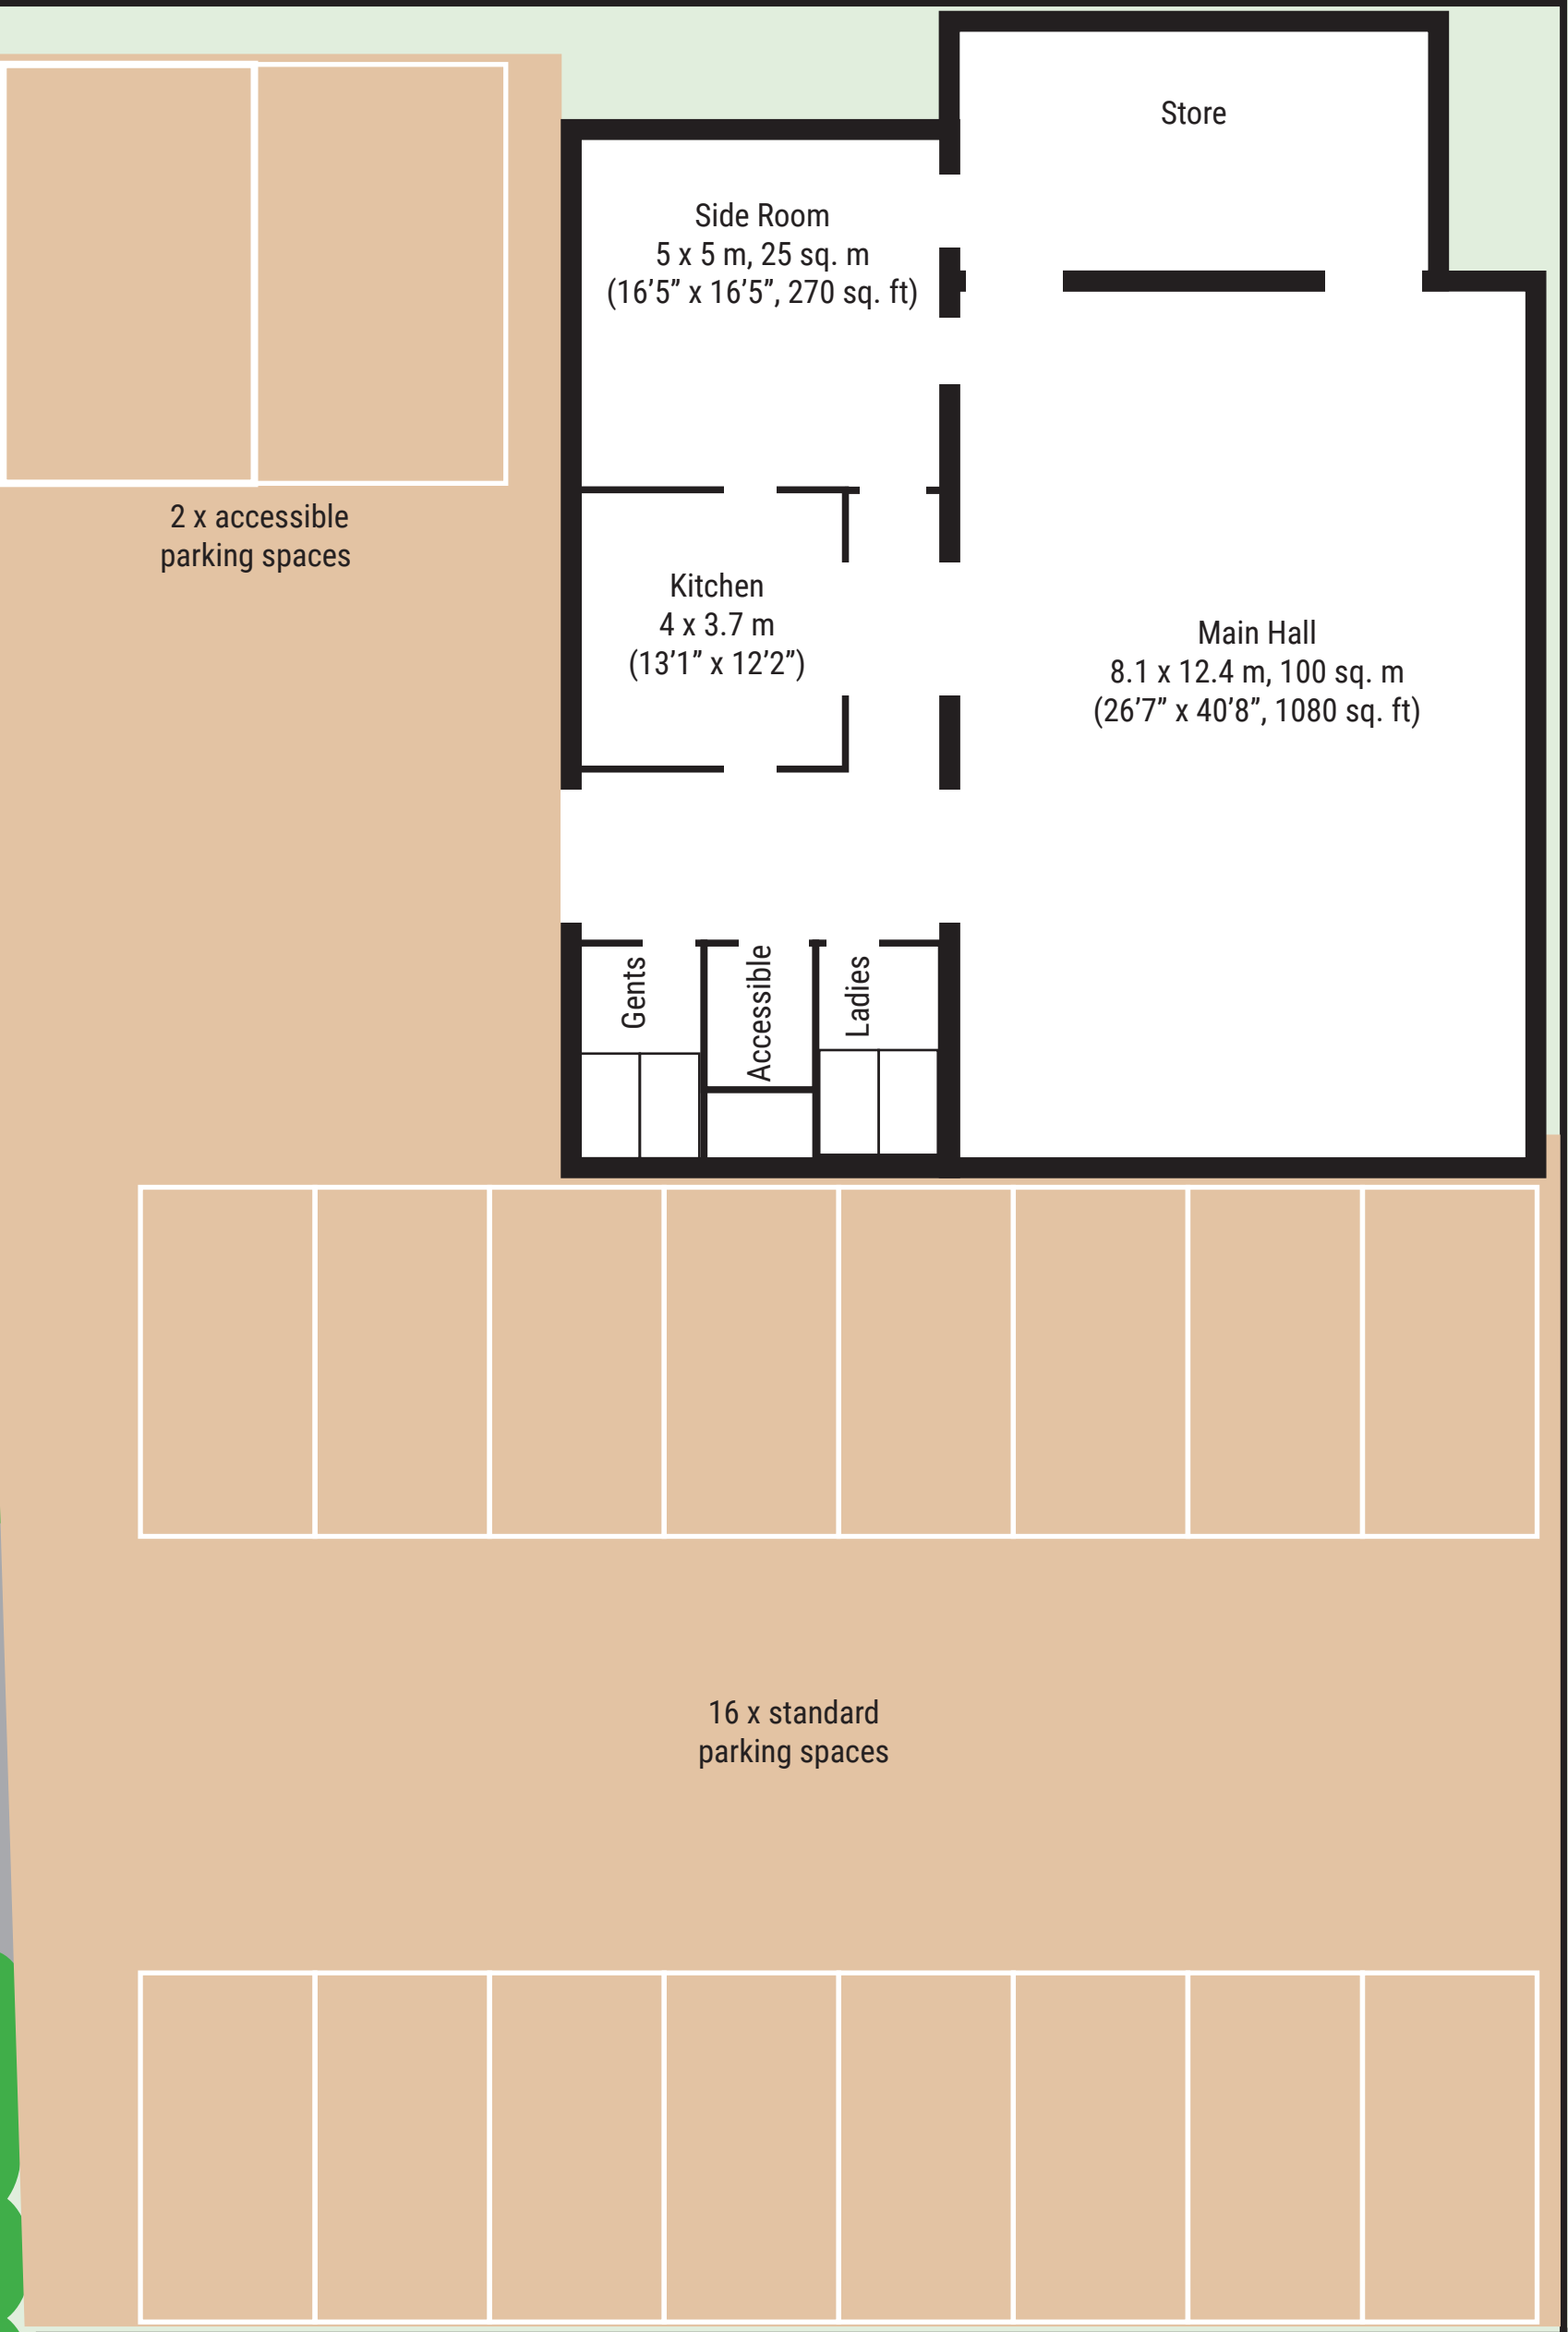 Store
Side Room
5 x 5 m, 25 sq. m
(16’5” x 16’5”, 270 sq. ft)
2 x accessible
parking spaces
Kitchen
4 x 3.7 m
(13’1” x 12’2”)
Main Hall
8.1 x 12.4 m, 100 sq. m
(26’7” x 40’8”, 1080 sq. ft)
Gents
Accessible
Ladies
16 x standard
parking spaces